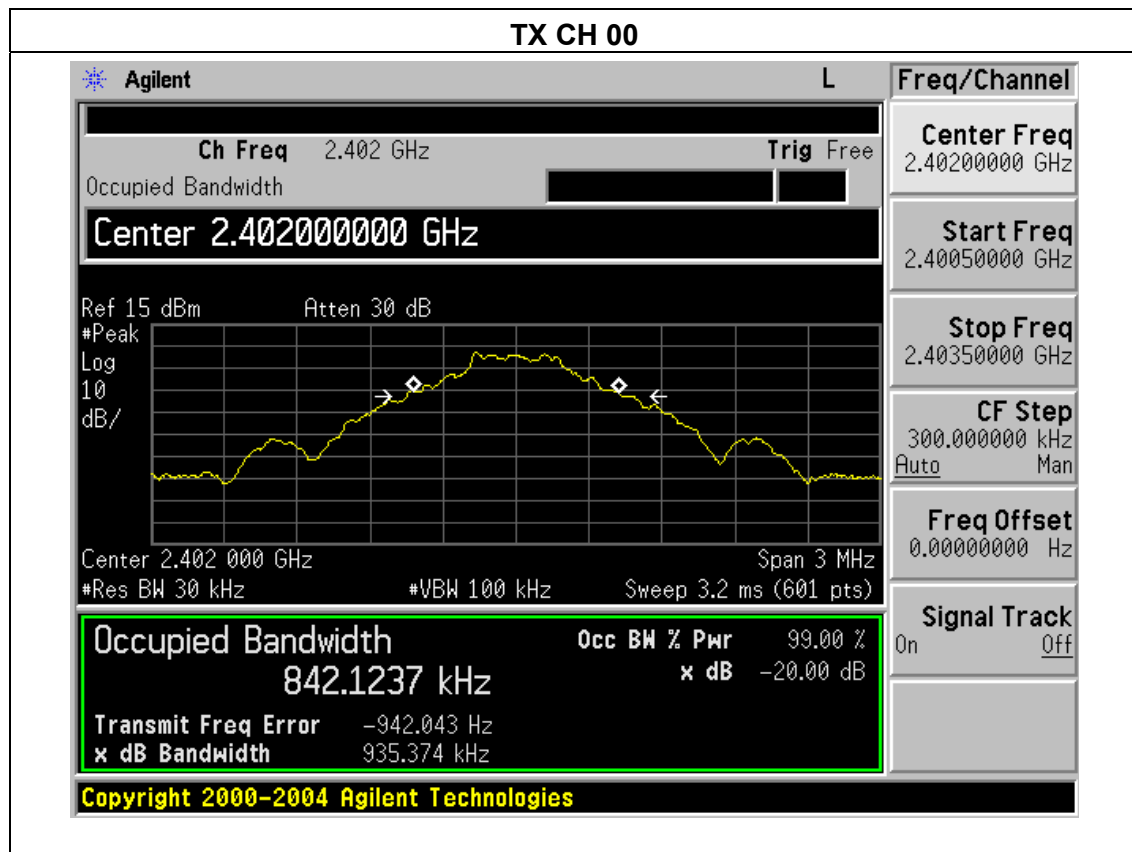 TX CH 00
Agilent L Freq/Channel
Ch Freq 2.402 GHz Trig Free
Occupied Bandwidth
Center 2.402000000 GHz
Ref 15 dBm Atten 30 dB
#Peak
Log
10
dB/
Center 2.402 000 GHz Span 3 MHz
#Res BW 30 kHz #VBW 100 kHz Sweep 3.2 ms (601 pts)
Occupied Bandwidth
842.1237 kHz
Occ BW % Pwr 99.00 %
x dB -20.00 dB
Transmit Freq Error -942.043 Hz
x dB Bandwidth 935.374 kHz
Copyright 2000-2004 Agilent Technologies
Center Freq
2.40200000 GHz
Start Freq
2.40050000 GHz
Stop Freq
2.40350000 GHz
CF Step
300.000000 kHz
Auto Man
Freq Offset
0.00000000 Hz
Signal Track
On Off